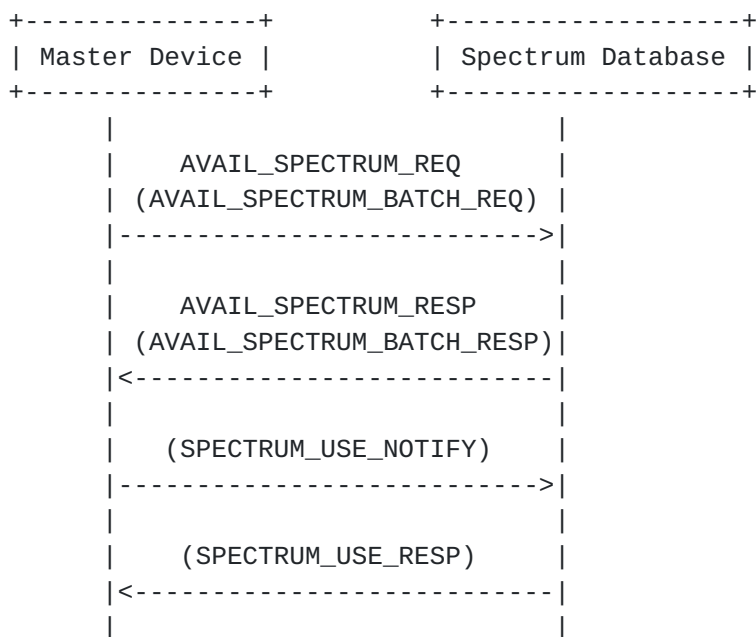 Master Device Spectrum Database
AVAIL_SPECTRUM_REQ
(AVAIL_SPECTRUM_BATCH_REQ)
AVAIL_SPECTRUM_RESP
(AVAIL_SPECTRUM_BATCH_RESP)
(SPECTRUM_USE_NOTIFY)
(SPECTRUM_USE_RESP)